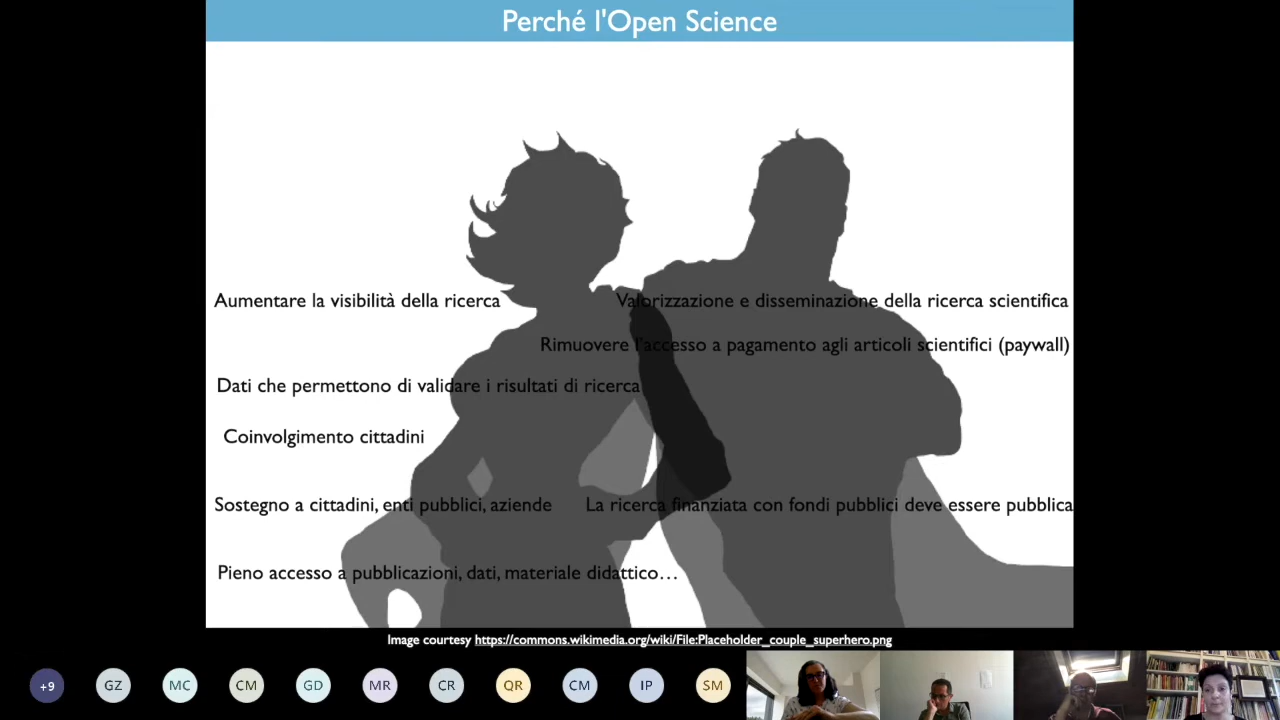 Perché l'Open Science
Aumentare la visibilità della ricerca
Valorizzazione e disseminazione della ricerca scientifica
Rimuovere l'accesso a pagamento agli articoli scientifici (paywall)
Dati che permettono di validare i risultati di ricerca
Coinvolgimento cittadini
Sostegno a cittadini, enti pubblici, aziende
La ricerca finanziata con fondi pubblici deve essere pubblica
Pieno accesso a pubblicazioni, dati, materiale didattico…
Image courtesy https://commons.wikimedia.org/wiki/File:Placeholder_couple_superhero.png
+9 GZ MC CM GD MR CR QR CM IP SM